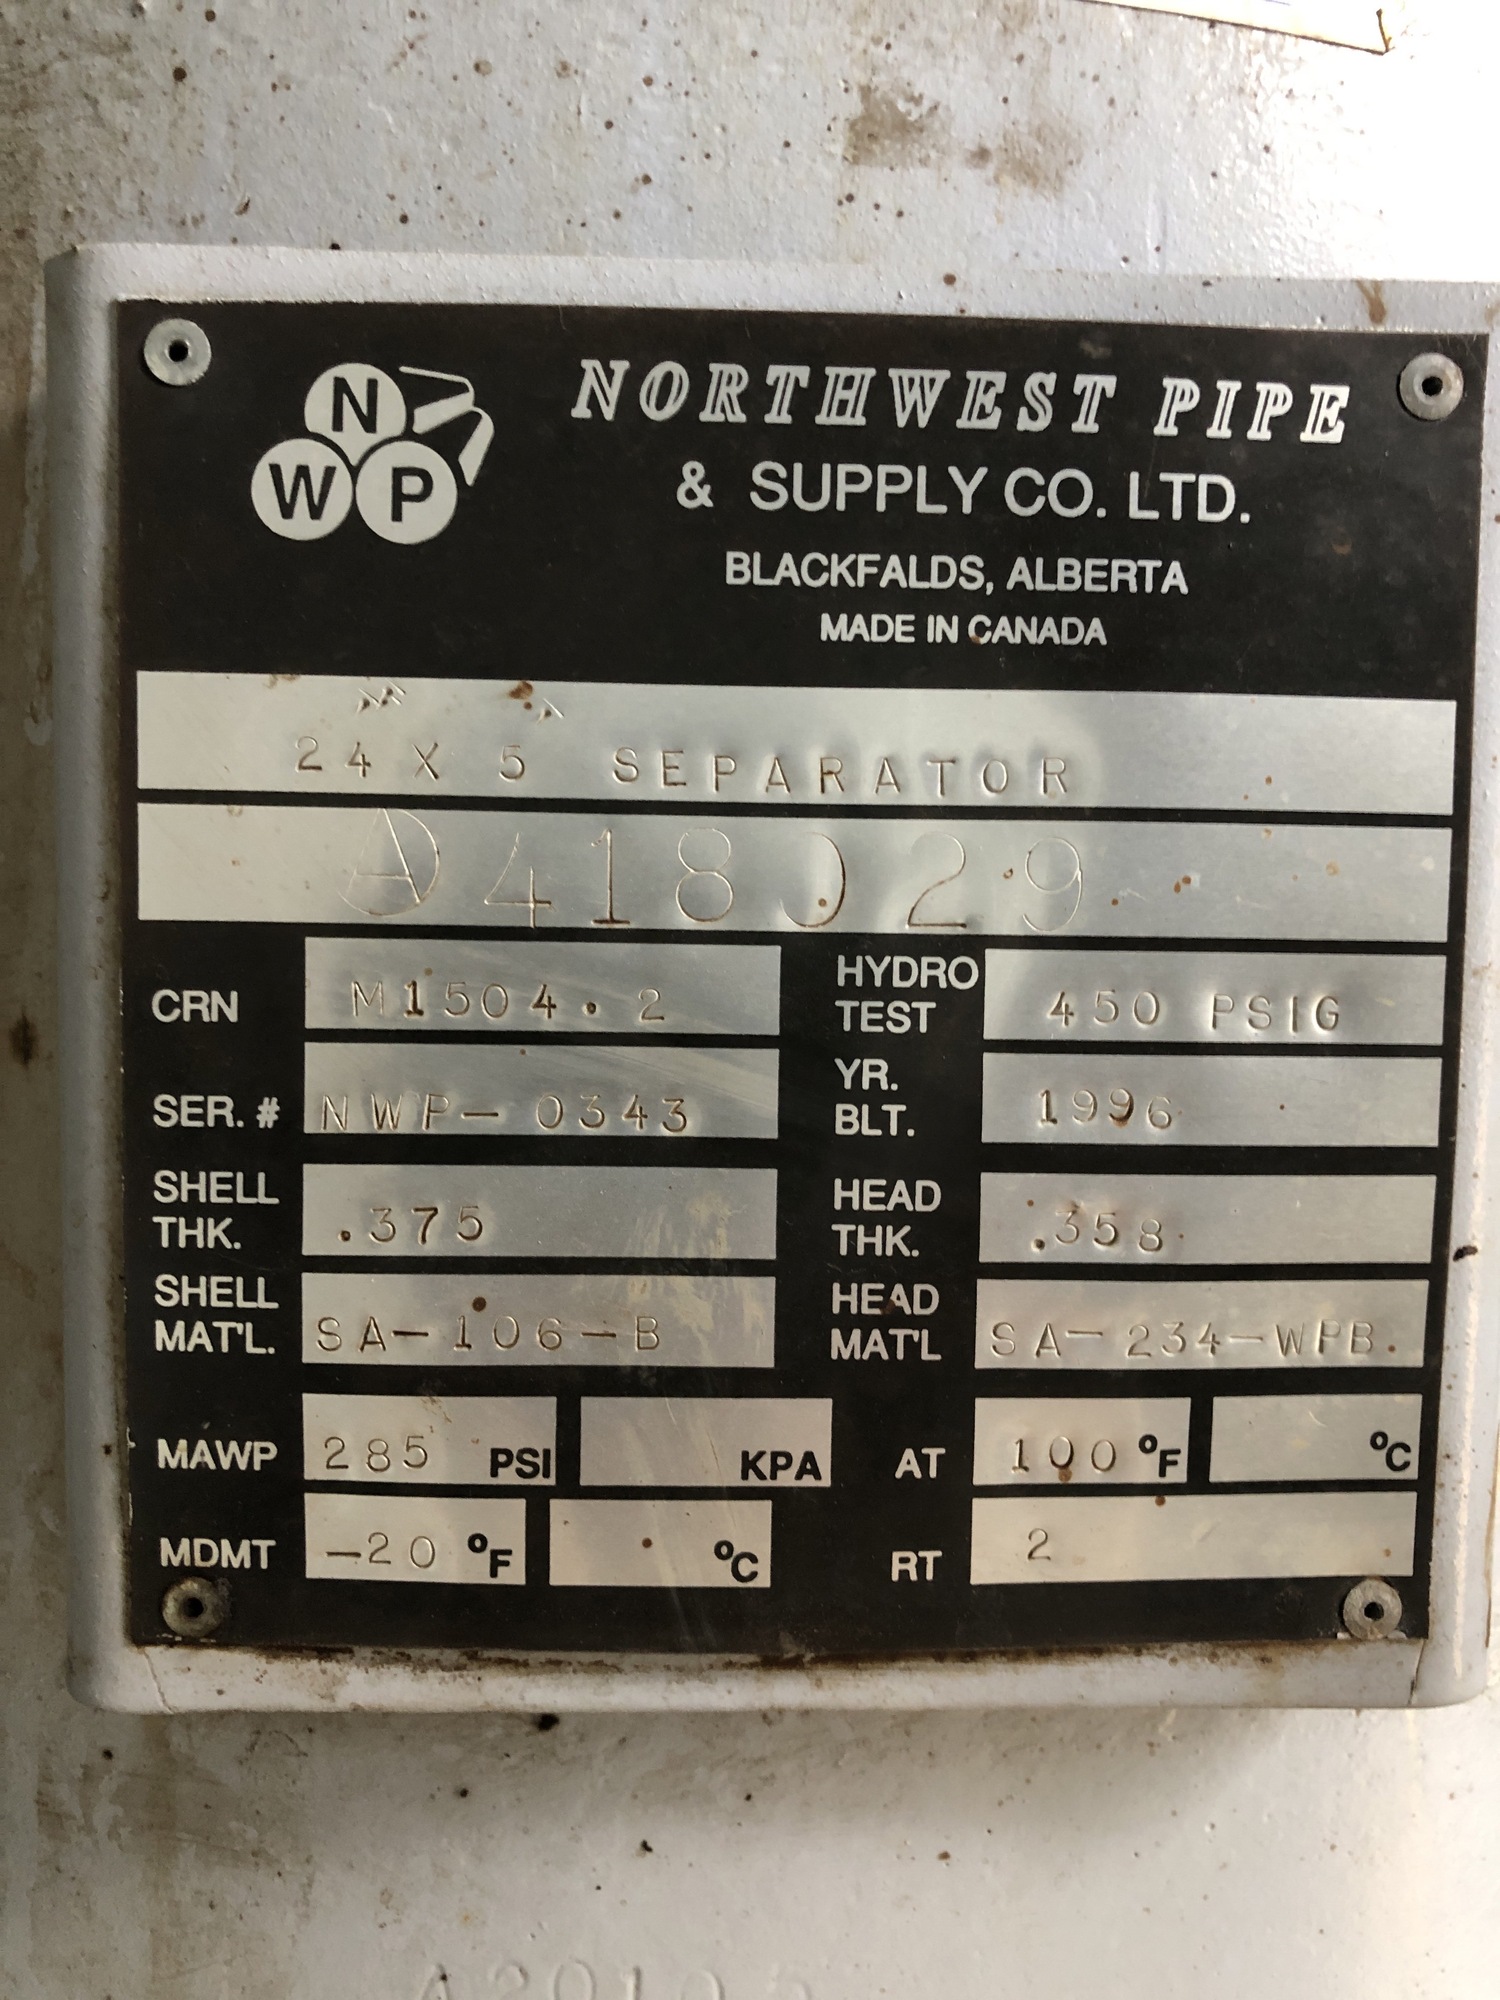 N
WP
NORTHWEST PIPE
& SUPPLY CO. LTD.
BLACKFALDS, ALBERTA
MADE IN CANADA
24 X 5 SEPARATOR
A418029
CRN M1504.2
HYDRO TEST 450 PSIG
SER. # NWP-0343
YR. BLT. 1996
SHELL THK. .375
HEAD THK. .358
SHELL MAT'L. SA-106-B
HEAD MAT'L SA-234-WPB.
MAWP 285 PSI KPA AT 100 °F °C
MDMT -20 °F °C RT 2